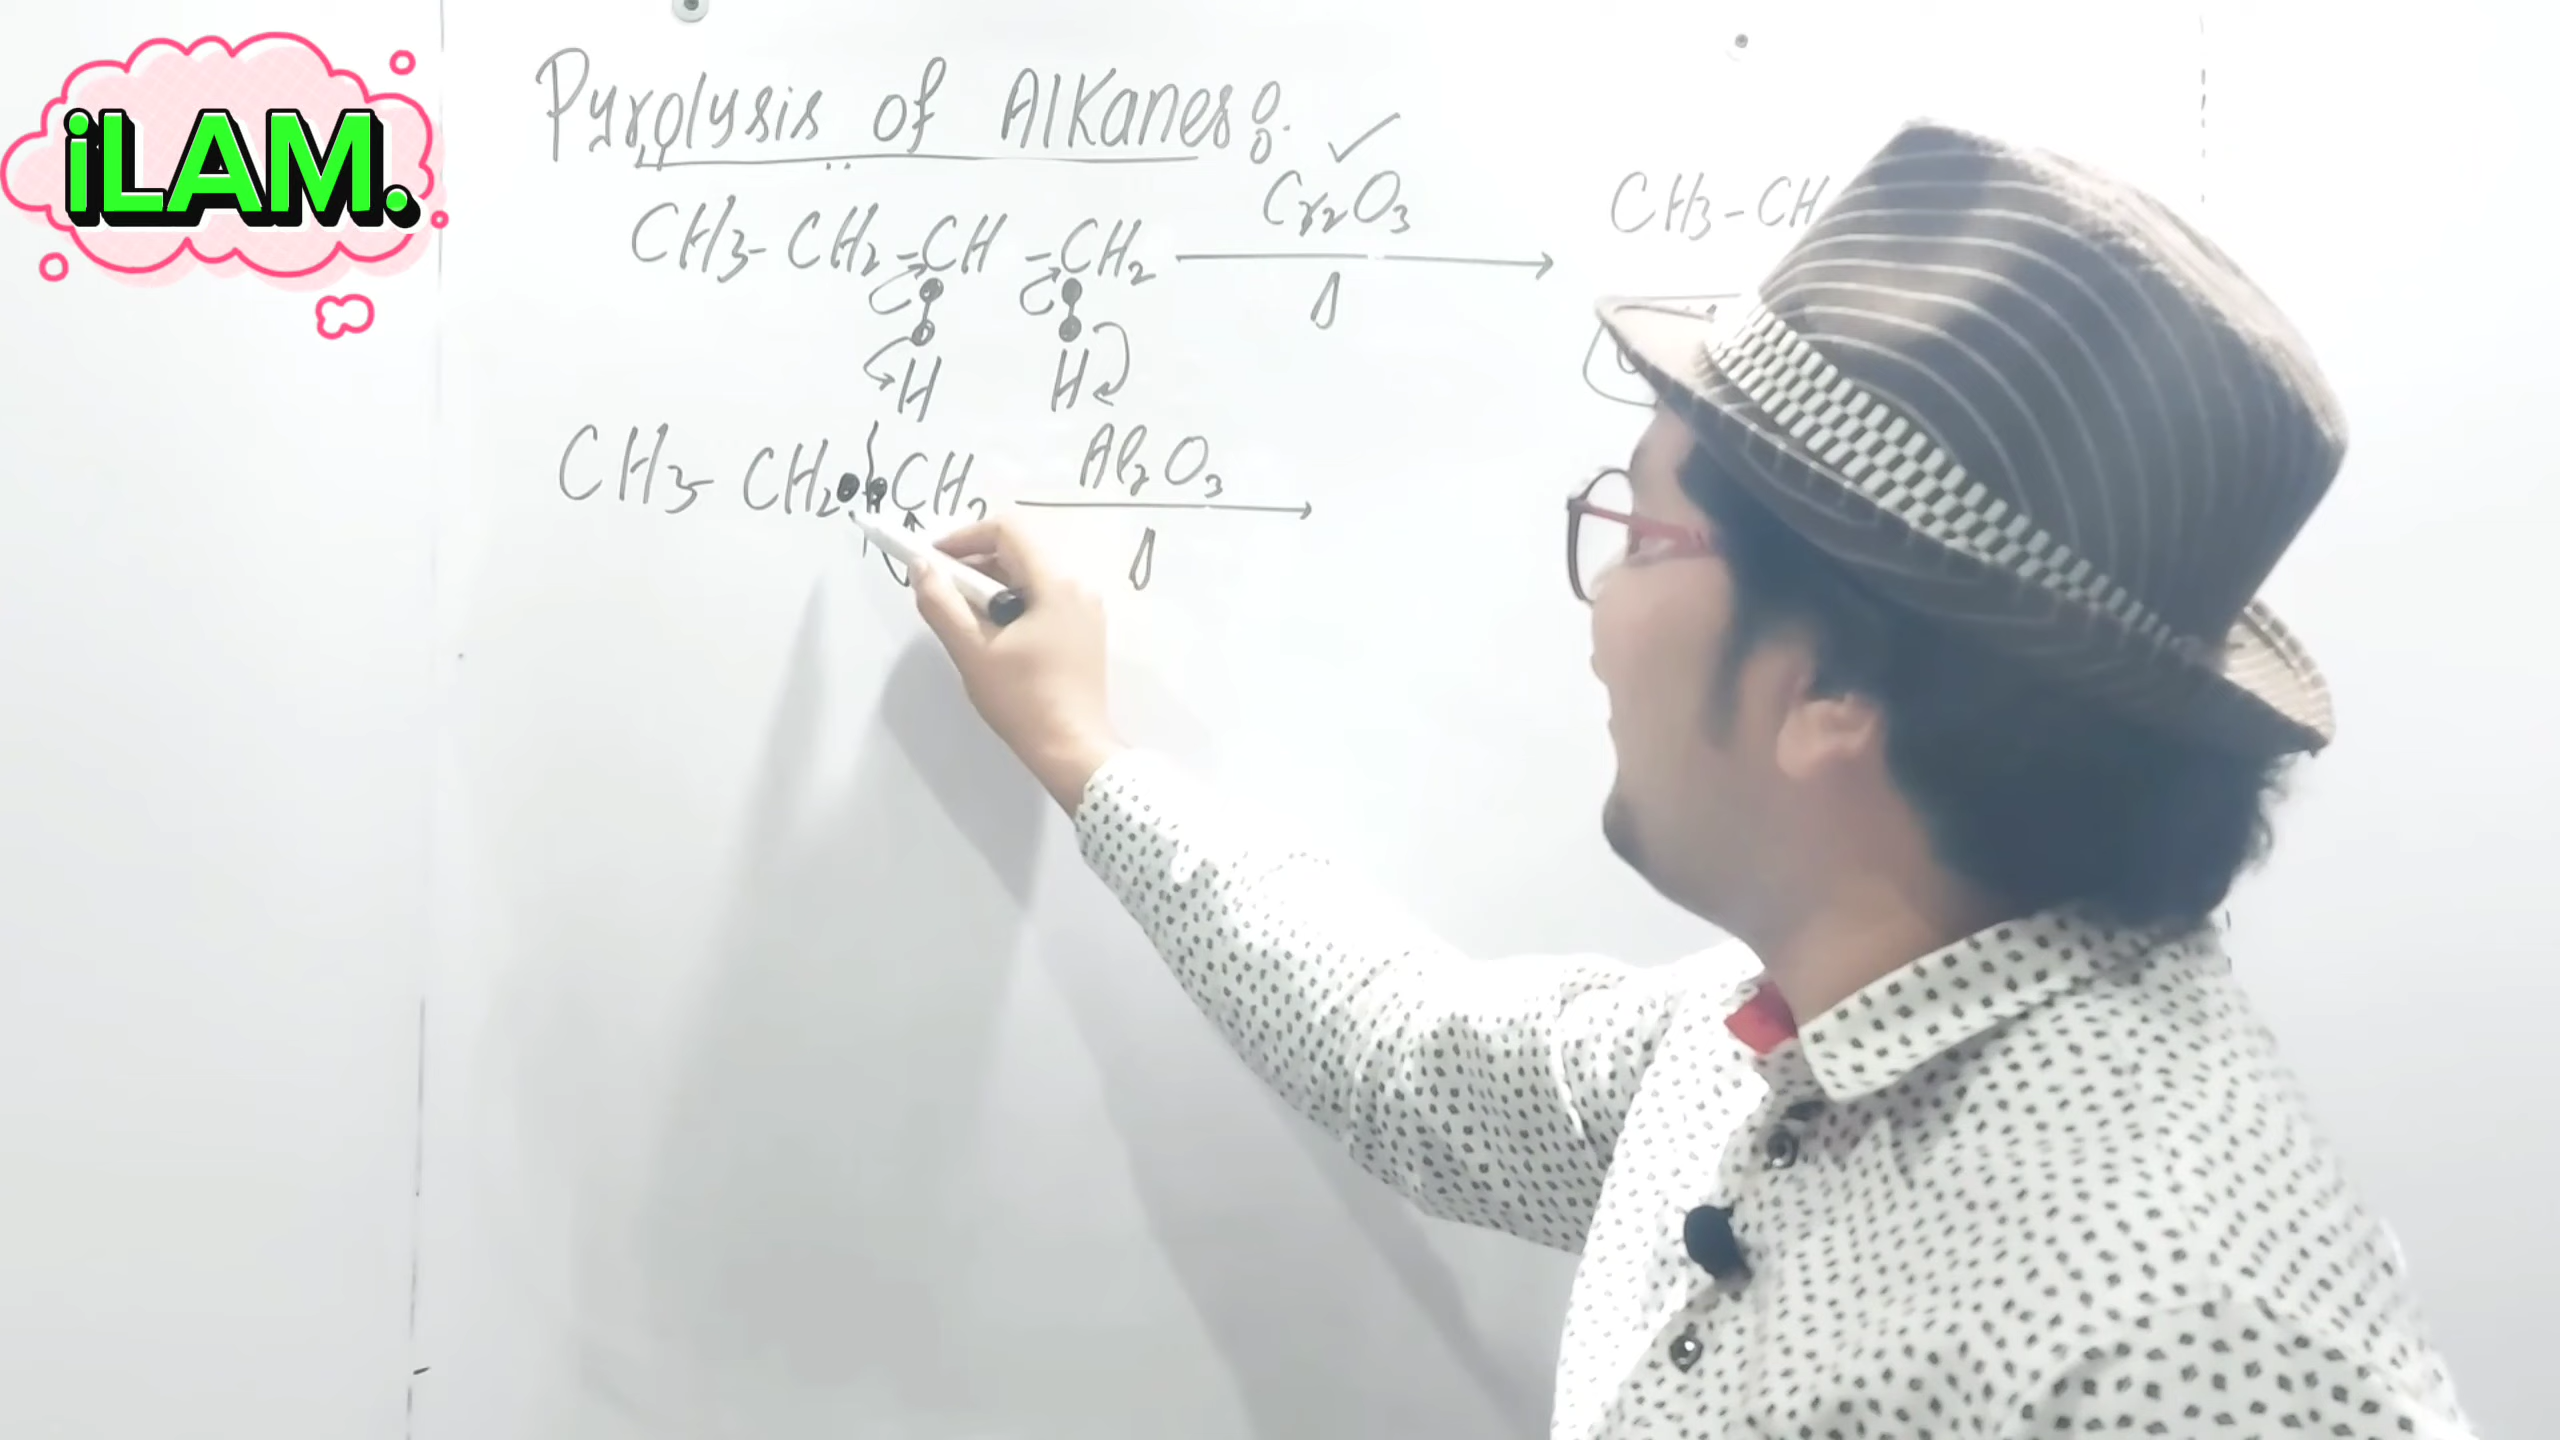 iLAM.
Pyrolysis of Alkanes:
CH3-CH2-CH-CH2 Cr2O3 Δ CH3-CH
H H
CH3-CH2 CH2 Al2O3 Δ